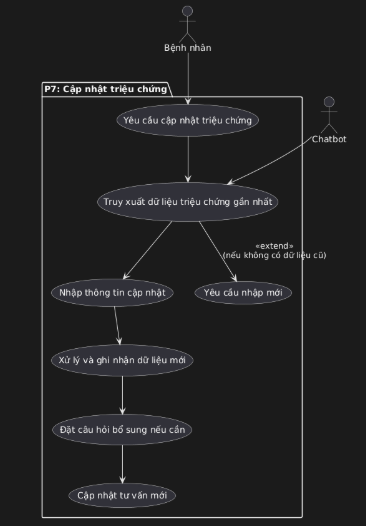 Bệnh nhân
P7: Cập nhật triệu chứng
Yêu cầu cập nhật triệu chứng
Chatbot
Truy xuất dữ liệu triệu chứng gần nhất
«extend»
(nếu không có dữ liệu cũ)
Nhập thông tin cập nhật
Yêu cầu nhập mới
Xử lý và ghi nhận dữ liệu mới
Đặt câu hỏi bổ sung nếu cần
Cập nhật tư vấn mới